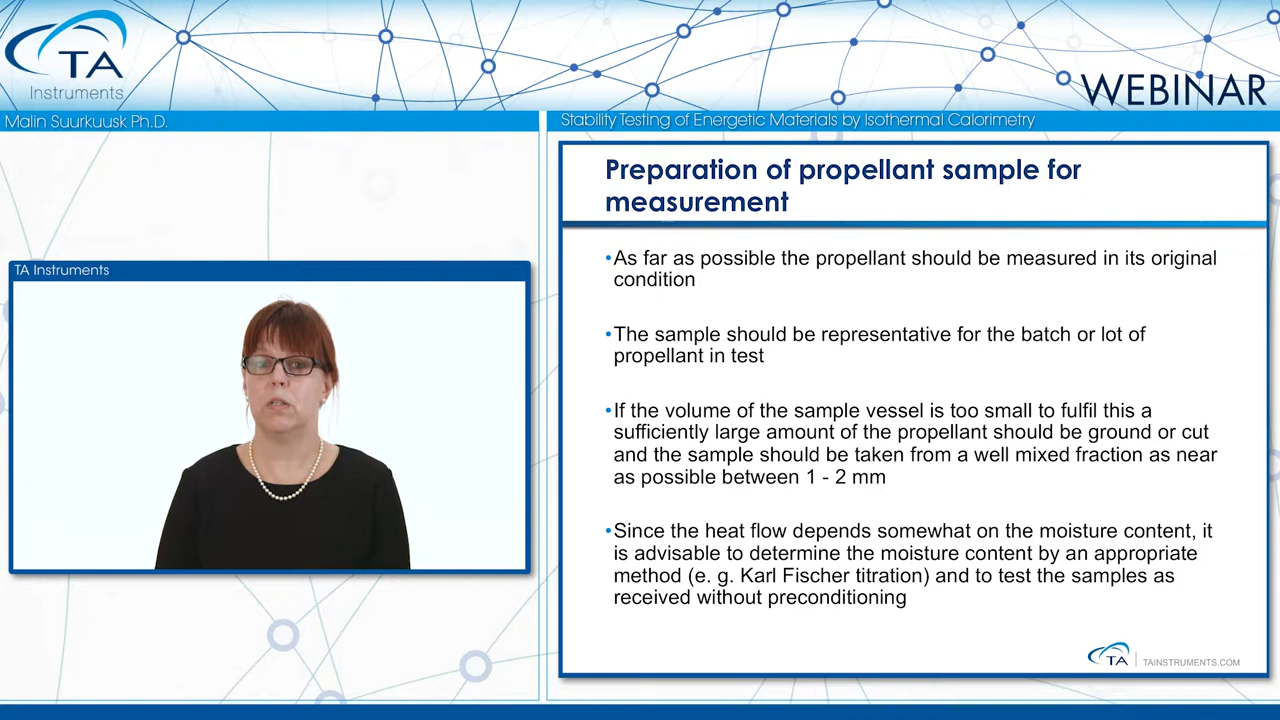 TA
Instruments
WEBINAR
Malin Suurkuusk Ph.D.
Stability Testing of Energetic Materials by Isothermal Calorimetry
TA Instruments
Preparation of propellant sample for
measurement
•As far as possible the propellant should be measured in its original
condition
•The sample should be representative for the batch or lot of
propellant in test
•If the volume of the sample vessel is too small to fulfil this a
sufficiently large amount of the propellant should be ground or cut
and the sample should be taken from a well mixed fraction as near
as possible between 1 - 2 mm
•Since the heat flow depends somewhat on the moisture content, it
is advisable to determine the moisture content by an appropriate
method (e. g. Karl Fischer titration) and to test the samples as
received without preconditioning
TA
TAINSTRUMENTS.COM